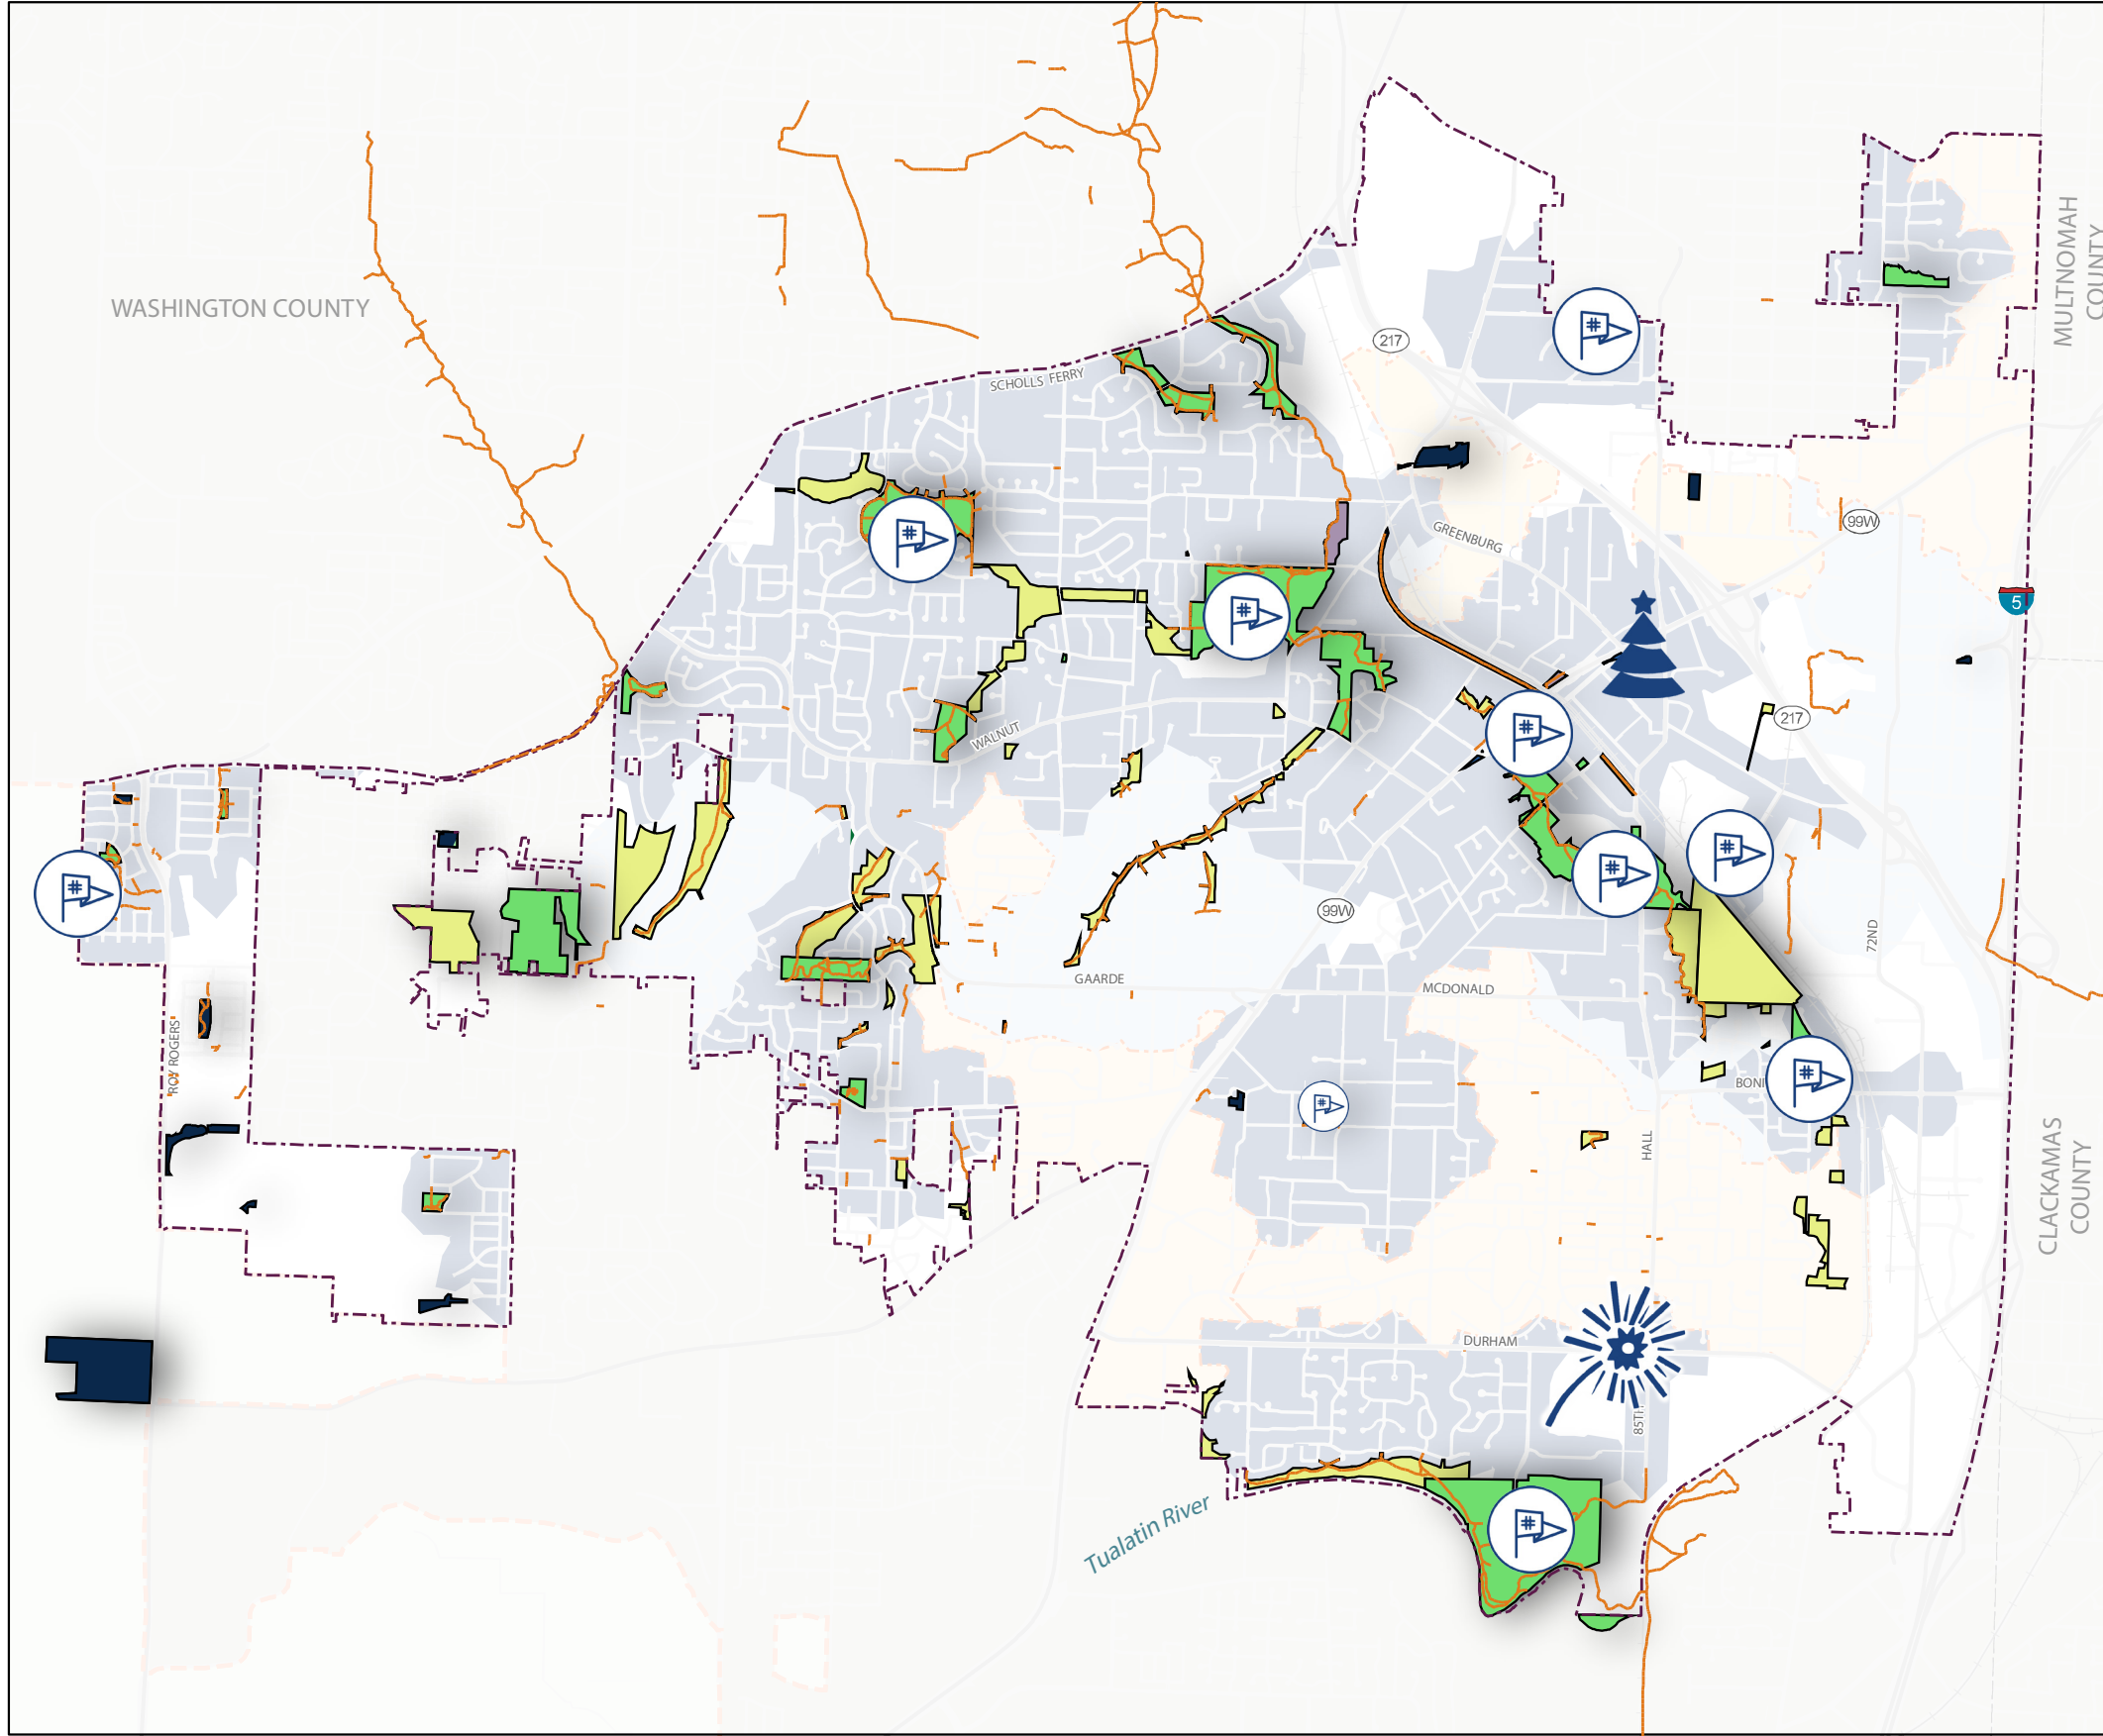 MULTNOMAH
COUNTY
WASHINGTON COUNTY
217
SCHOLLS FERRY
#
#
GREENBURG
99W
5
#
WALNUT
217
#
#
#
#
99W
72ND
GAARDE
MCDONALD
ROY ROGERS
BONI
#
#
HALL
CLACKAMAS
COUNTY
DURHAM
85TH
Tualatin River
#